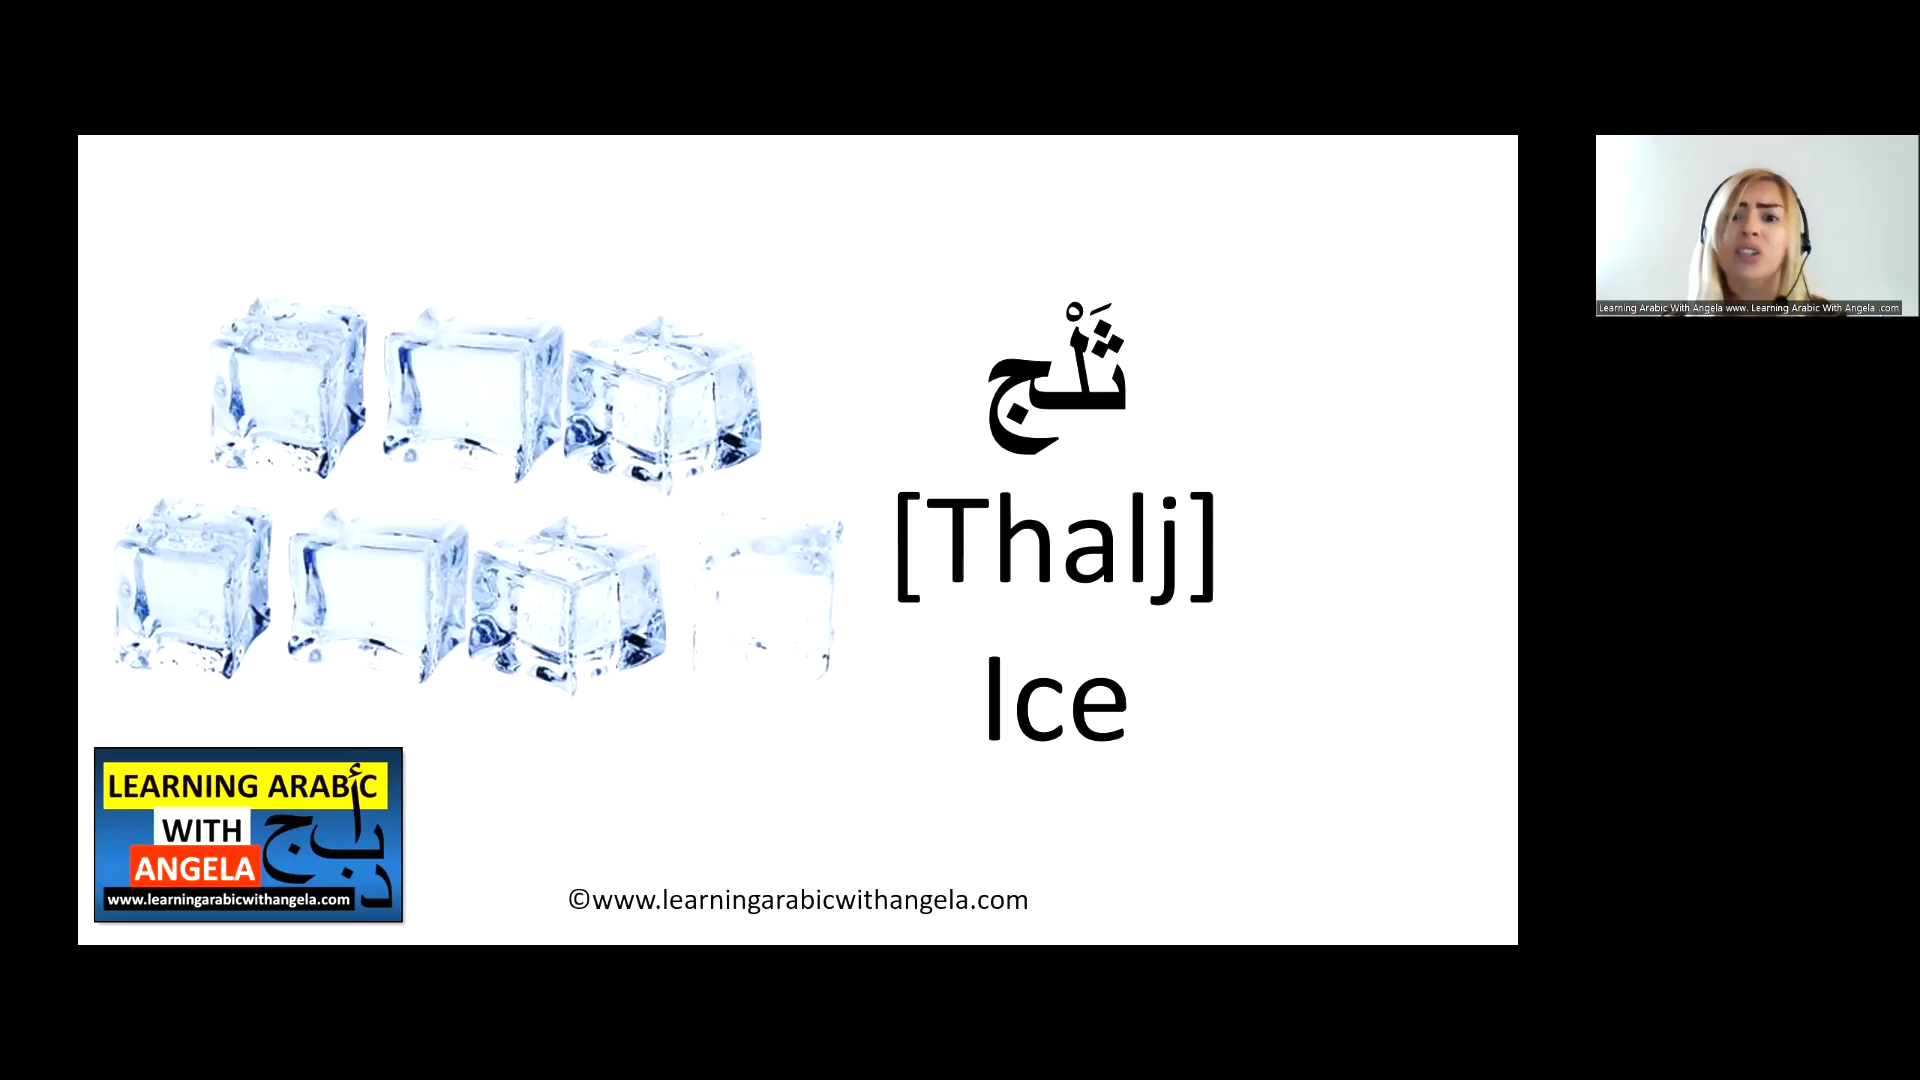 ثَلْج
[Thalj]
Ice
LEARNING ARABIC
WITH
ANGELA
www.learningarabicwithangela.com
أ ب ج د
©www.learningarabicwithangela.com
Learning Arabic With Angela www. Learning Arabic With Angela .com